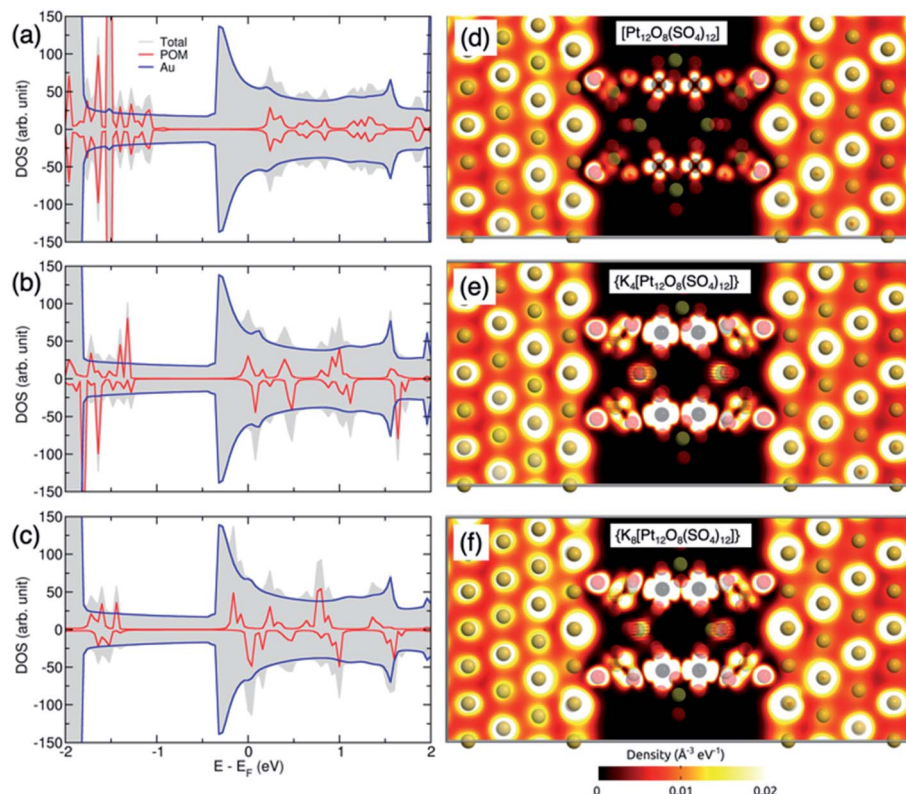 (a)
Total
POM
Au
DOS (arb. unit)
150
100
50
0
50
-100
-150
(b)
DOS (arb. unit)
150
100
50
0
50
-100
-150
(c)
DOS (arb. unit)
150
100
50
0
-50
-100
-150
-2
-1
0
1
2
E - E_F (eV)
(d)
[Pt₁₂O₈(SO₄)₁₂]
(e)
{K₄[Pt₁₂O₈(SO₄)₁₂]}
(f)
{K₈[Pt₁₂O₈(SO₄)₁₂]}
Density (Å⁻³ eV⁻¹)
0
0.01
0.02